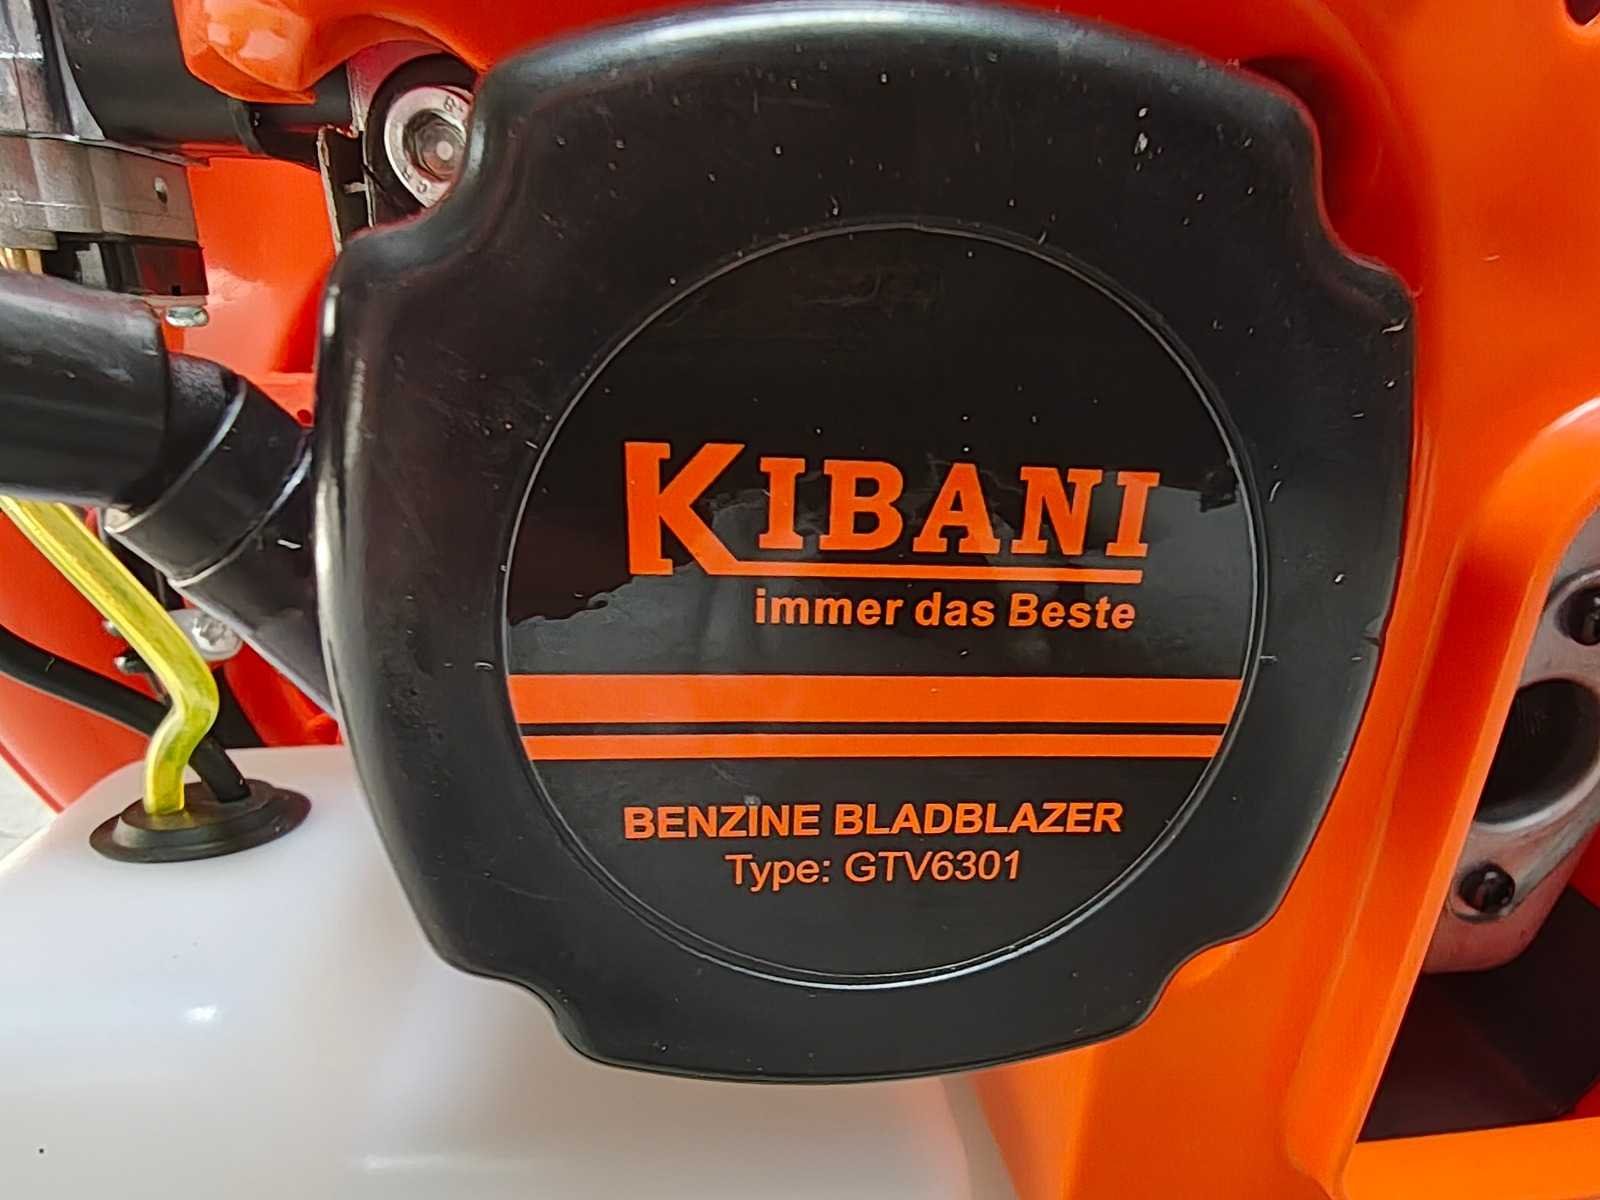 KIBANI
immer das Beste
BENZINE BLADBLAZER
Type: GTV6301